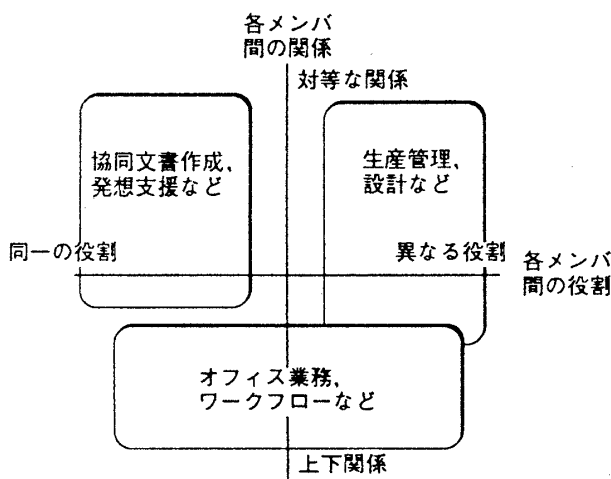 各メンバ
間の関係
対等な関係
協同文書作成,
発想支援など
生産管理,
設計など
同一の役割
異なる役割
各メンバ
間の役割
オフィス業務,
ワークフローなど
上下関係